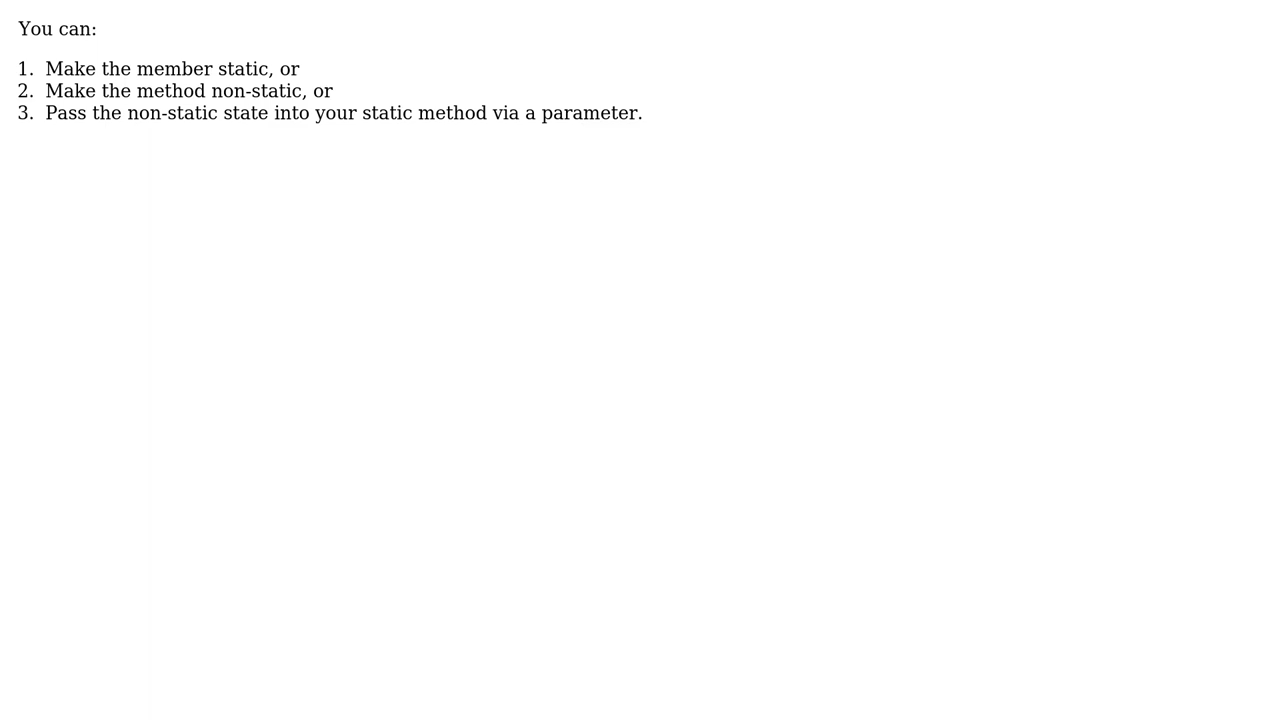 You can:
1. Make the member static, or
2. Make the method non-static, or
3. Pass the non-static state into your static method via a parameter.